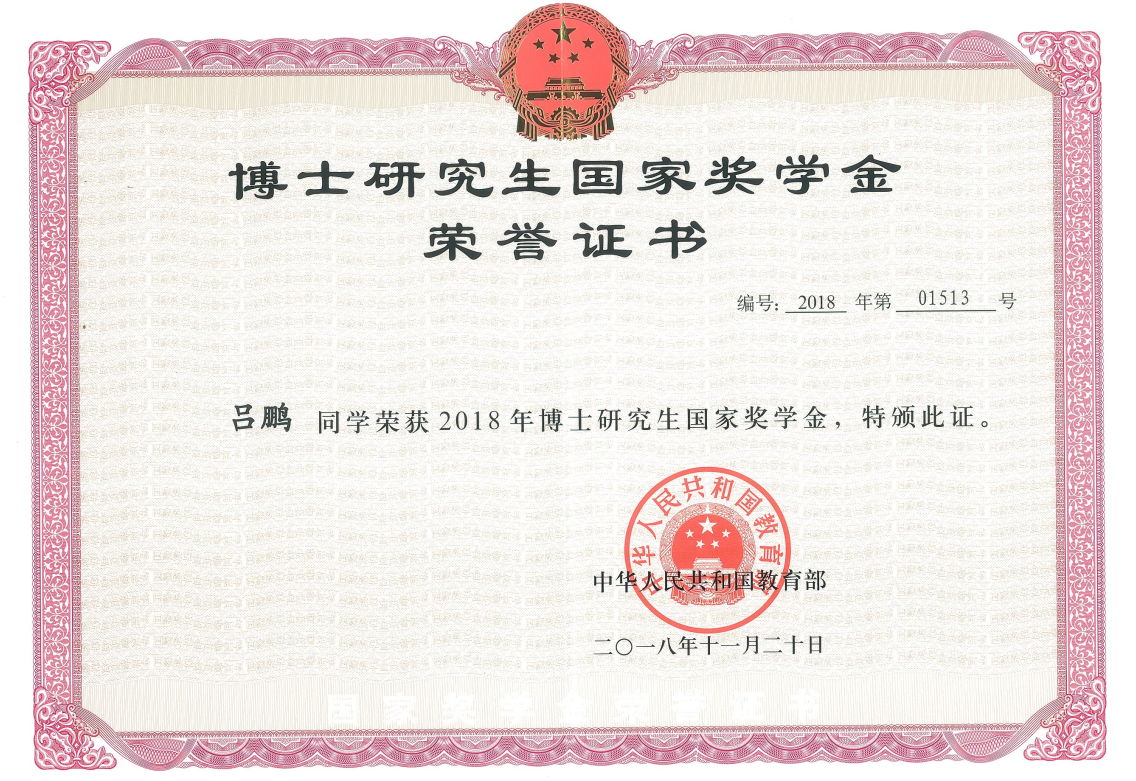 博士研究生国家奖学金
荣誉证书
编号: 2018 年第 01513 号
吕鹏 同学荣获 2018 年博士研究生国家奖学金，特颁此证。
中华人民共和国教育部
中华人民共和国教育部
二〇一八年十一月二十日
国家奖学金荣誉证书